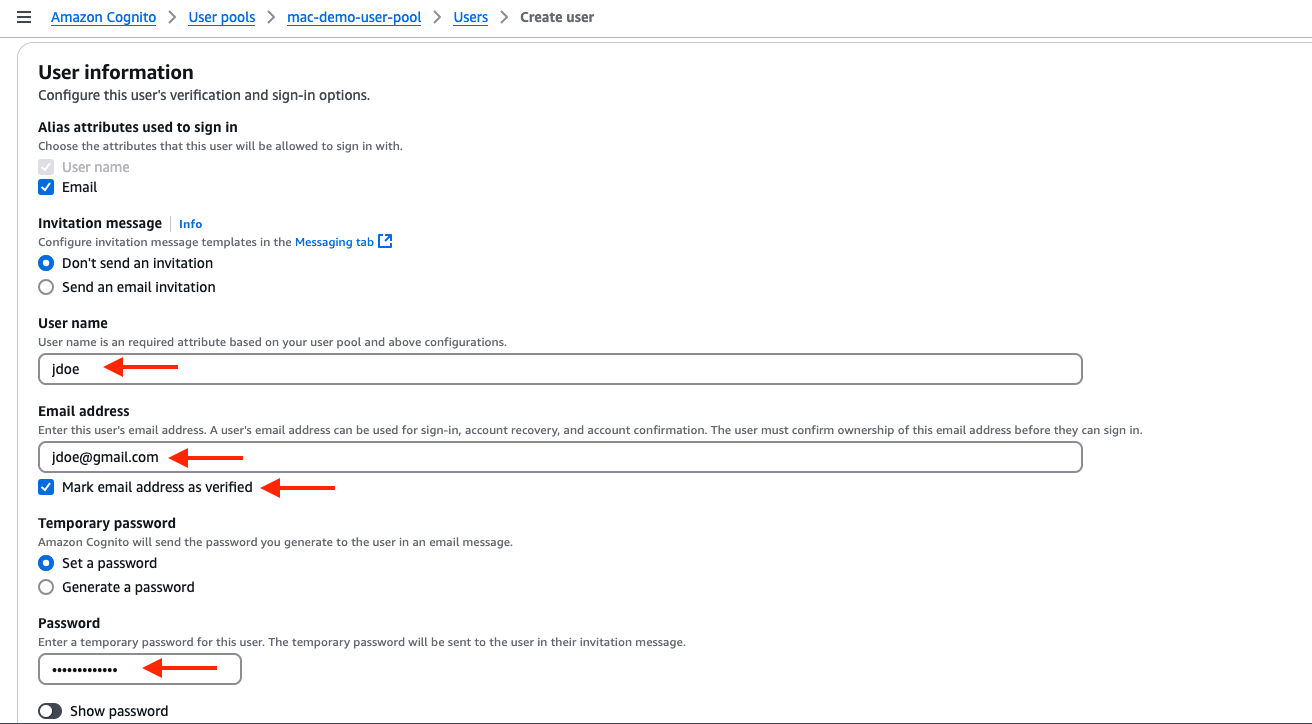 Amazon Cognito > User pools > mac-demo-user-pool > Users > Create user
User information
Configure this user's verification and sign-in options.
Alias attributes used to sign in
Choose the attributes that this user will be allowed to sign in with.
User name
Email
Invitation message | Info
Configure invitation message templates in the Messaging tab
Don't send an invitation
Send an email invitation
User name
User name is an required attribute based on your user pool and above configurations.
jdoe
Email address
Enter this user's email address. A user's email address can be used for sign-in, account recovery, and account confirmation. The user must confirm ownership of this email address before they can sign in.
jdoe@gmail.com
Mark email address as verified
Temporary password
Amazon Cognito will send the password you generate to the user in an email message.
Set a password
Generate a password
Password
Enter a temporary password for this user. The temporary password will be sent to the user in their invitation message.
•••••••••••••
Show password